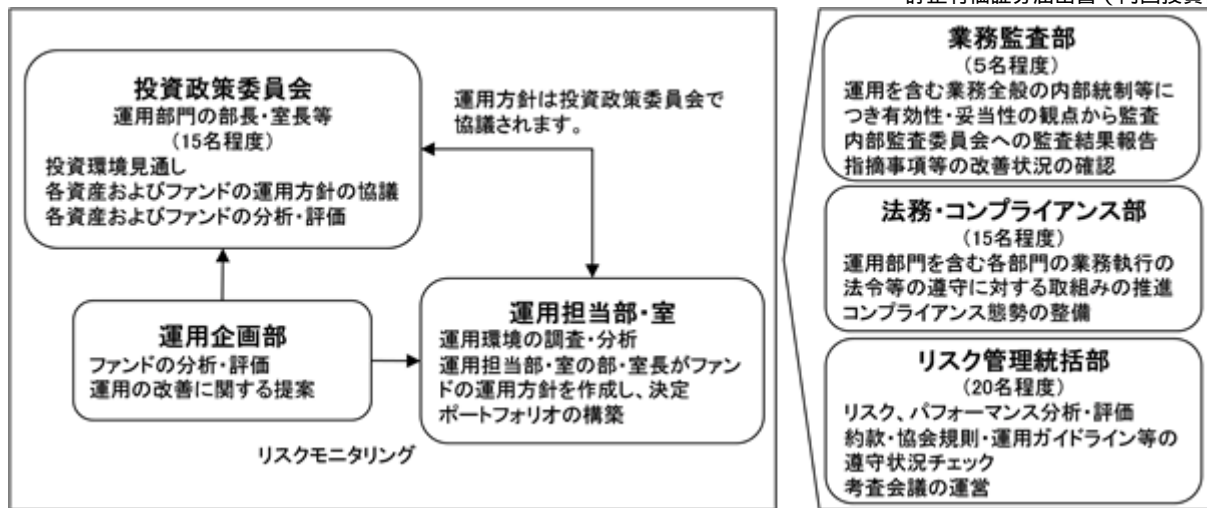 投資政策委員会
運用部門の部長・室長等
(15名程度)
投資環境見通し
各資産およびファンドの運用方針の協議
各資産およびファンドの分析・評価
運用方針は投資政策委員会で
協議されます。
運用企画部
ファンドの分析・評価
運用の改善に関する提案
運用担当部・室
運用環境の調査・分析
運用担当部・室の部・室長がファン
ドの運用方針を作成し、決定
ポートフォリオの構築
リスクモニタリング
業務監査部
(5名程度)
運用を含む業務全般の内部統制等に
つき有効性・妥当性の観点から監査
内部監査委員会への監査結果報告
指摘事項等の改善状況の確認
法務・コンプライアンス部
(15名程度)
運用部門を含む各部門の業務執行の
法令等の遵守に対する取組みの推進
コンプライアンス態勢の整備
リスク管理統括部
(20名程度)
リスク、パフォーマンス分析・評価
約款・協会規則・運用ガイドライン等の
遵守状況チェック
考査会議の運営